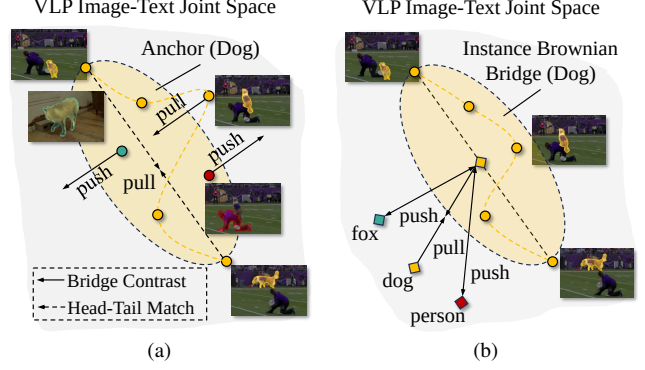 VLP Image-Text Joint Space
Anchor (Dog)
pull
push
push
pull
Bridge Contrast
Head-Tail Match
(a)
VLP Image-Text Joint Space
Instance Brownian
Bridge (Dog)
push
fox
pull
dog
push
person
(b)